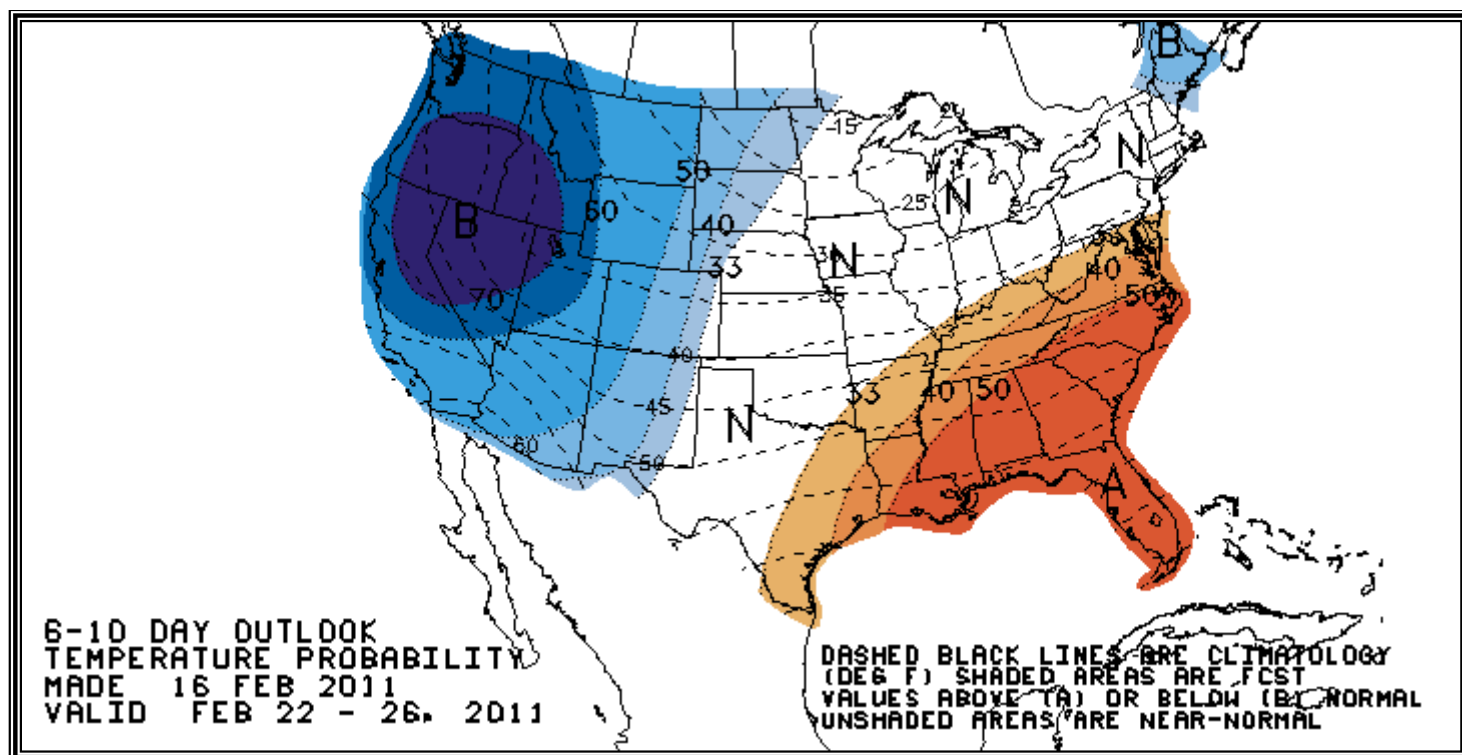 B
-15
50
N
N
-25
B
60
40
33
N
35
40
50
70
40
33
40
50
45
N
60
50
A
6-10 DAY OUTLOOK
TEMPERATURE PROBABILITY
MADE 16 FEB 2011
VALID FEB 22 - 26, 2011
DASHED BLACK LINES ARE CLIMATOLOGY
(DEG F) SHADED AREAS ARE FCST
VALUES ABOVE (A) OR BELOW (B) NORMAL
UNSHADED AREAS ARE NEAR-NORMAL